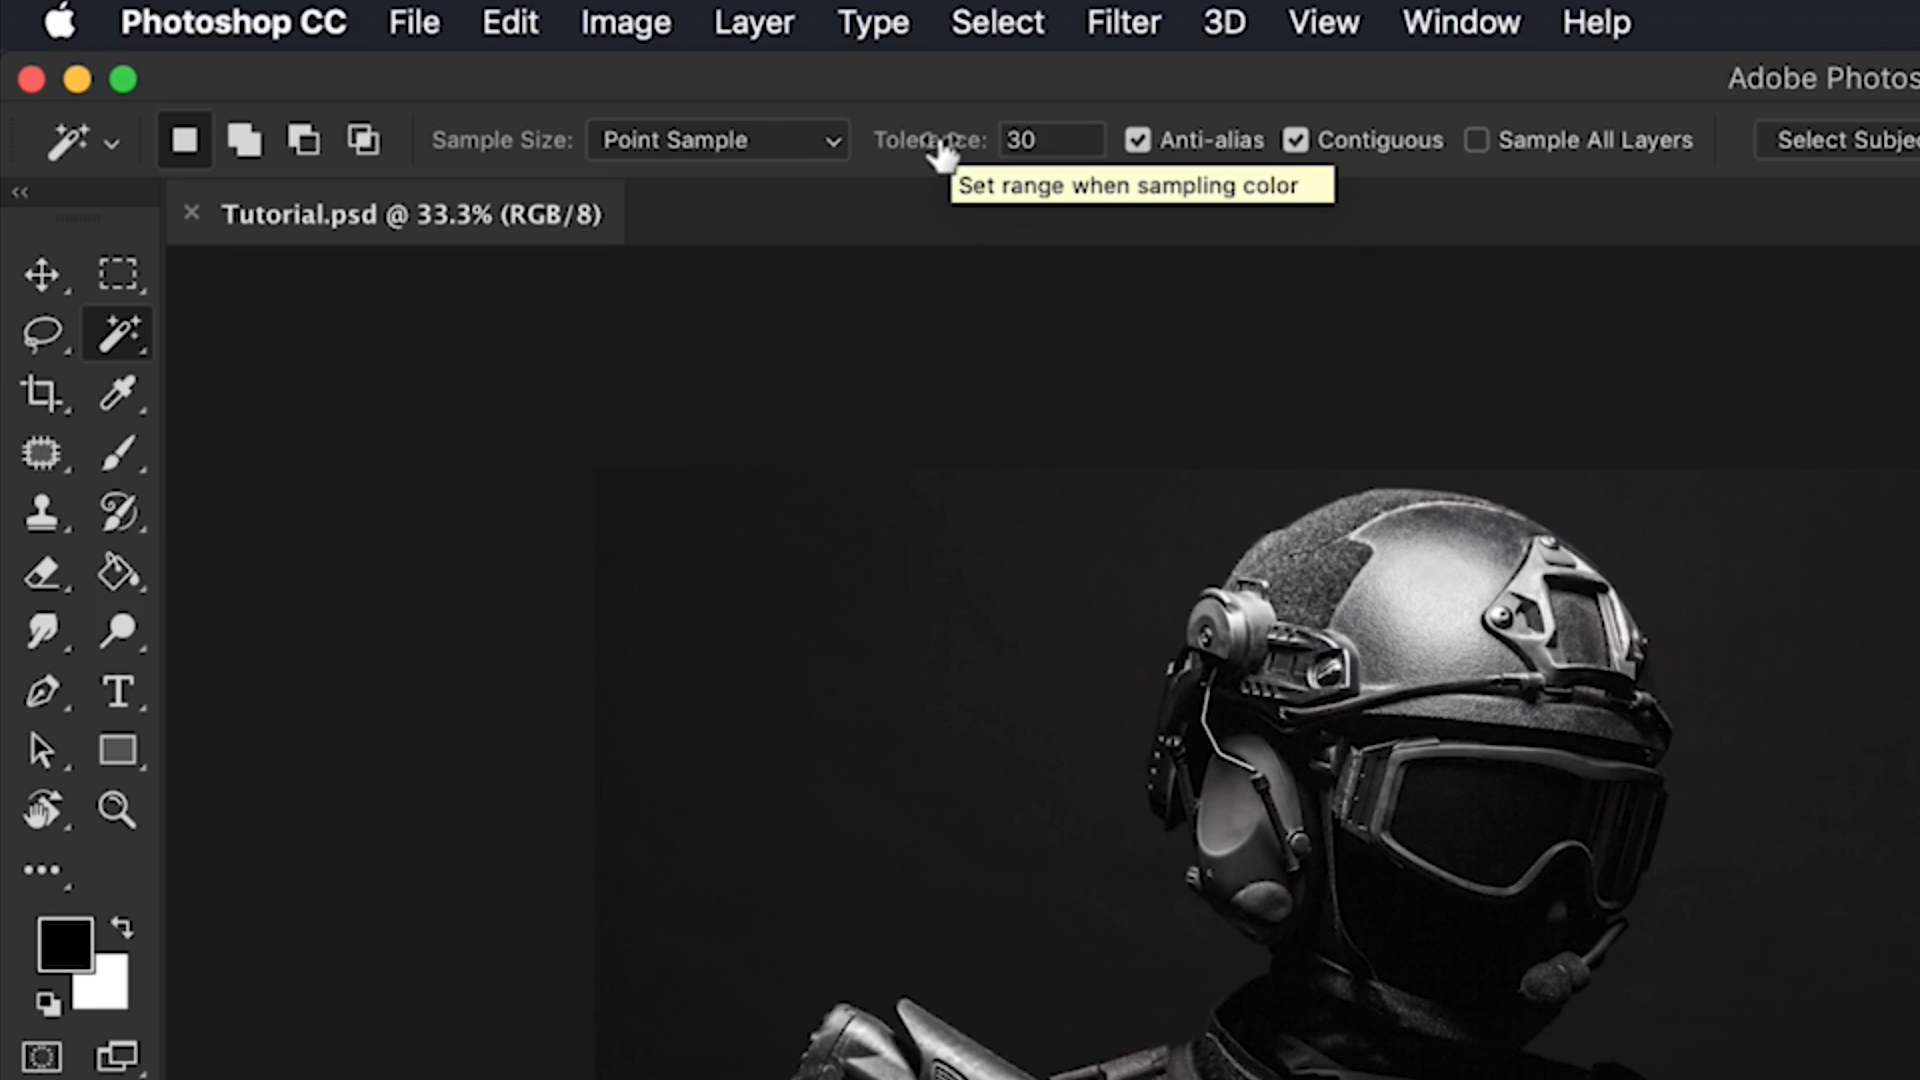 Photoshop CC File Edit Image Layer Type Select Filter 3D View Window Help
Adobe Photos
Sample Size: Point Sample Tolerance: 30 Anti-alias Contiguous Sample All Layers Select Subjec
Set range when sampling color
Tutorial.psd @ 33.3% (RGB/8)